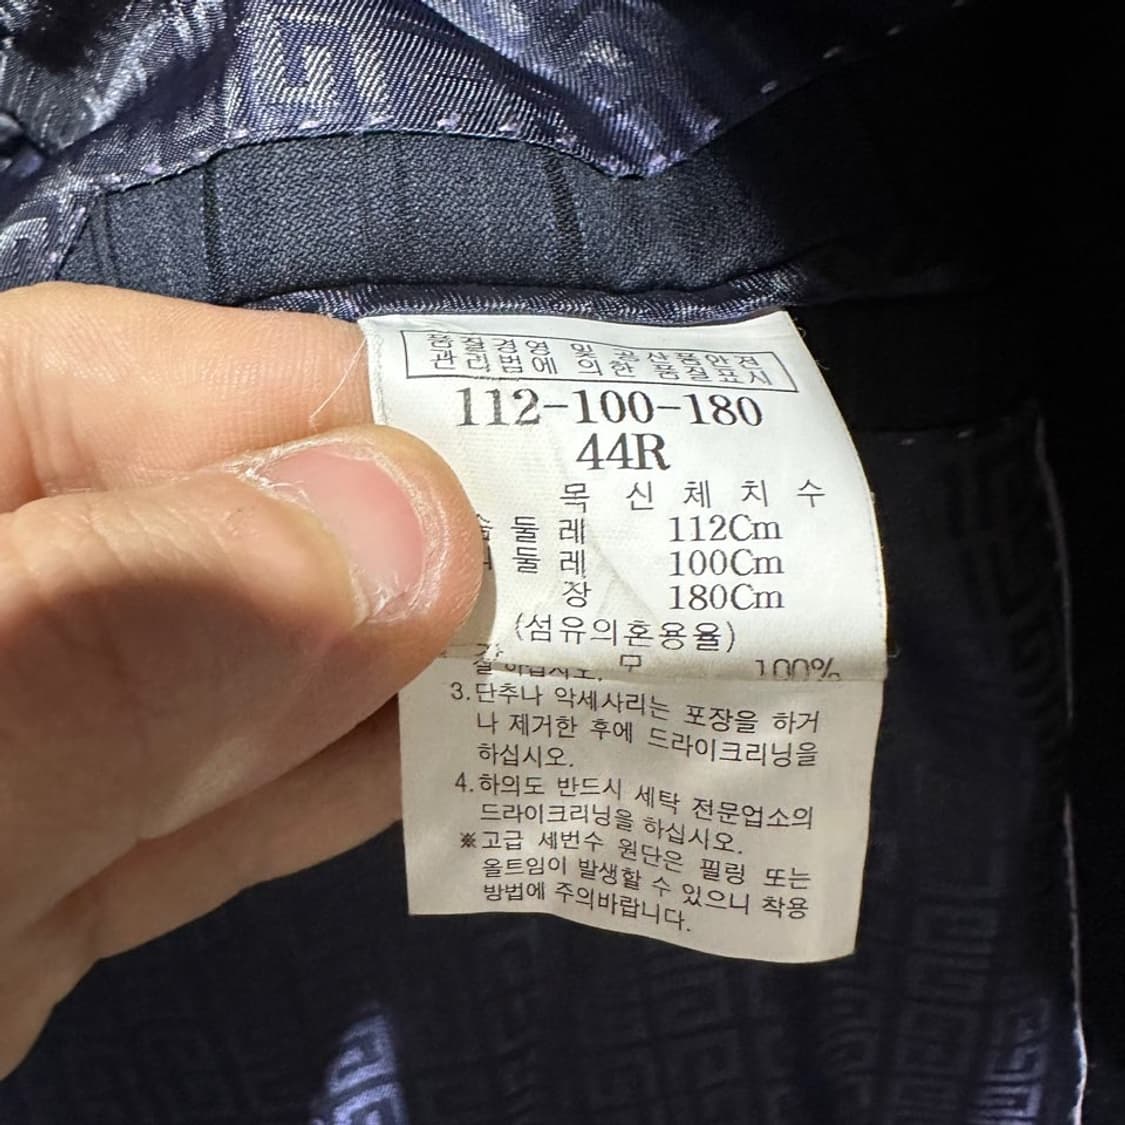 품질경영 및 공산품안전
관리법에 의한 품질표시
112-100-180
44R
목 신 체 치 수
슴 둘 레 112Cm
둘 레 100Cm
장 180Cm
(섬유의혼용율)
모 100%
3.단추나 악세사리는 포장을 하거
나 제거한 후에 드라이크리닝을
하십시오.
4.하의도 반드시 세탁 전문업소의
드라이크리닝을 하십시오.
※고급 세번수 원단은 필링 또는
올트임이 발생할 수 있으니 착용
방법에 주의바랍니다.